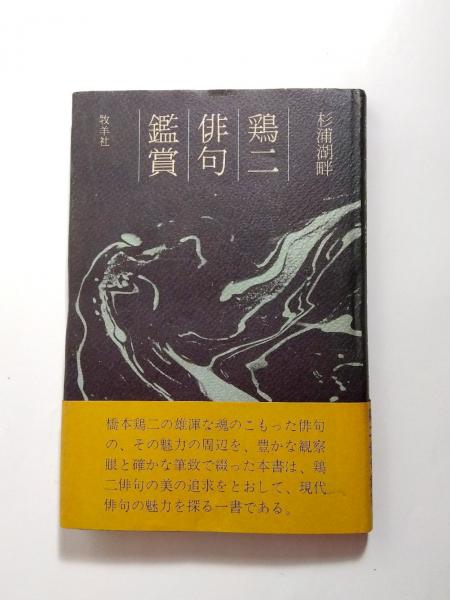 杉浦湖畔
鶏二
俳句
鑑賞
牧羊社
橋本鶏二の雄渾な魂のこもった俳句
の、その魅力の周辺を、豊かな観察
眼と確かな筆致で綴った本書は、鶏
二俳句の美の追求をとおして、現代
俳句の魅力を探る一書である。